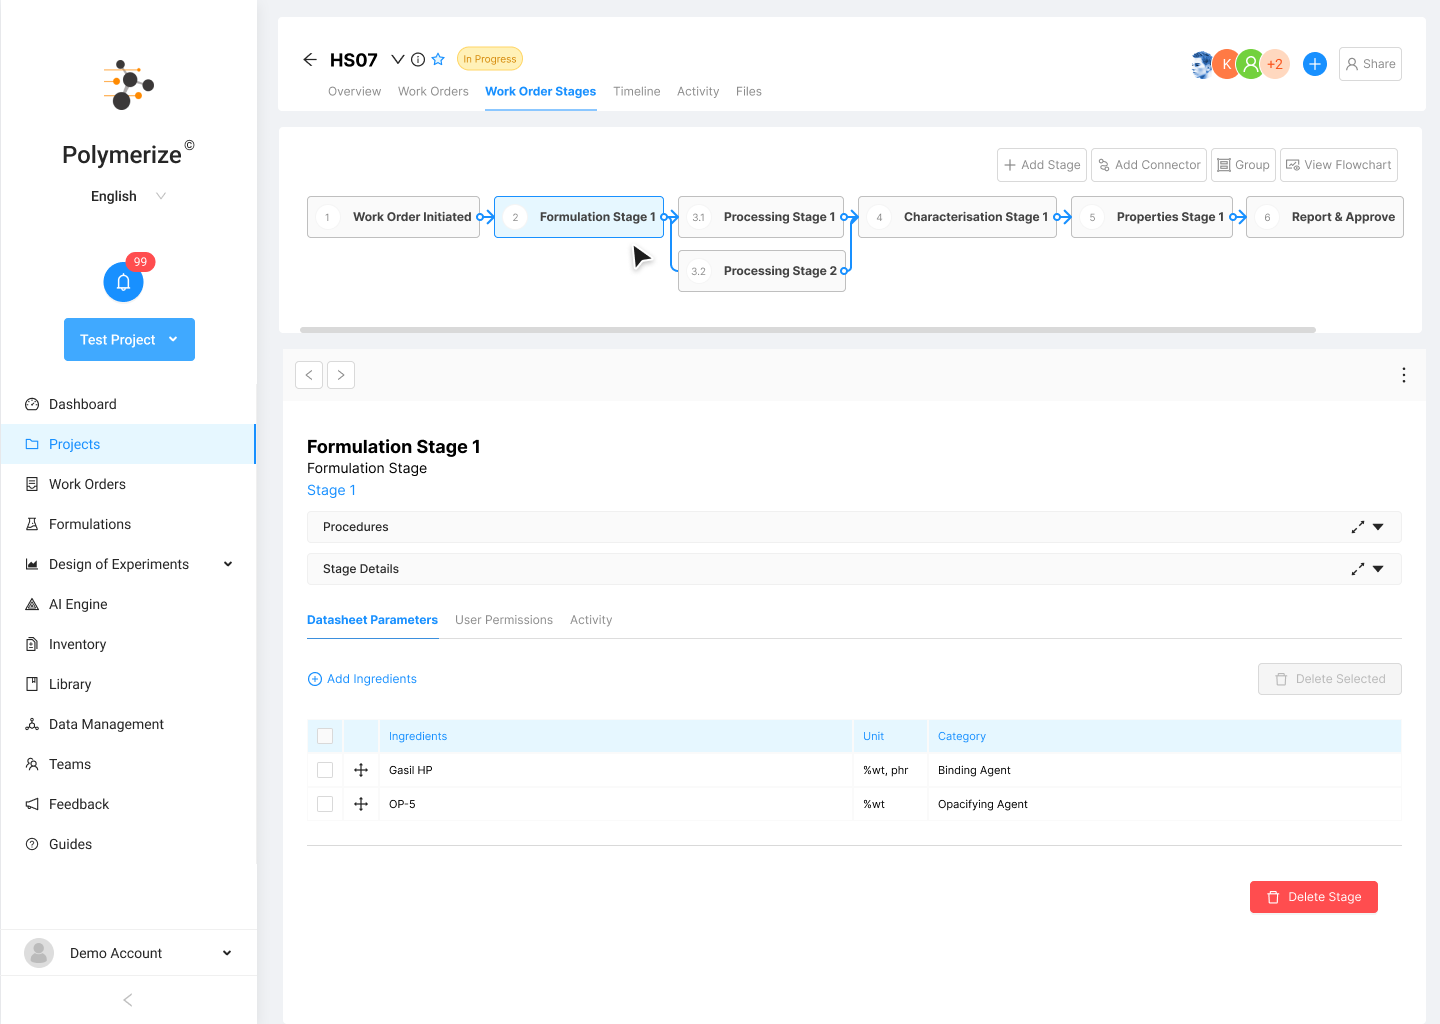 Polymerize ©
English
99
Test Project
Dashboard
Projects
Work Orders
Formulations
Design of Experiments
AI Engine
Inventory
Library
Data Management
Teams
Feedback
Guides
Demo Account
HS07
In Progress
K
+2
Share
Overview
Work Orders
Work Order Stages
Timeline
Activity
Files
Add Stage
Add Connector
Group
View Flowchart
1 Work Order Initiated
2 Formulation Stage 1
3.1 Processing Stage 1
4 Characterisation Stage 1
5 Properties Stage 1
6 Report & Approve
3.2 Processing Stage 2
Formulation Stage 1
Formulation Stage
Stage 1
Procedures
Stage Details
Datasheet Parameters
User Permissions
Activity
Add Ingredients
Delete Selected
Ingredients Unit Category
Gasil HP %wt, phr Binding Agent
OP-5 %wt Opacifying Agent
Delete Stage